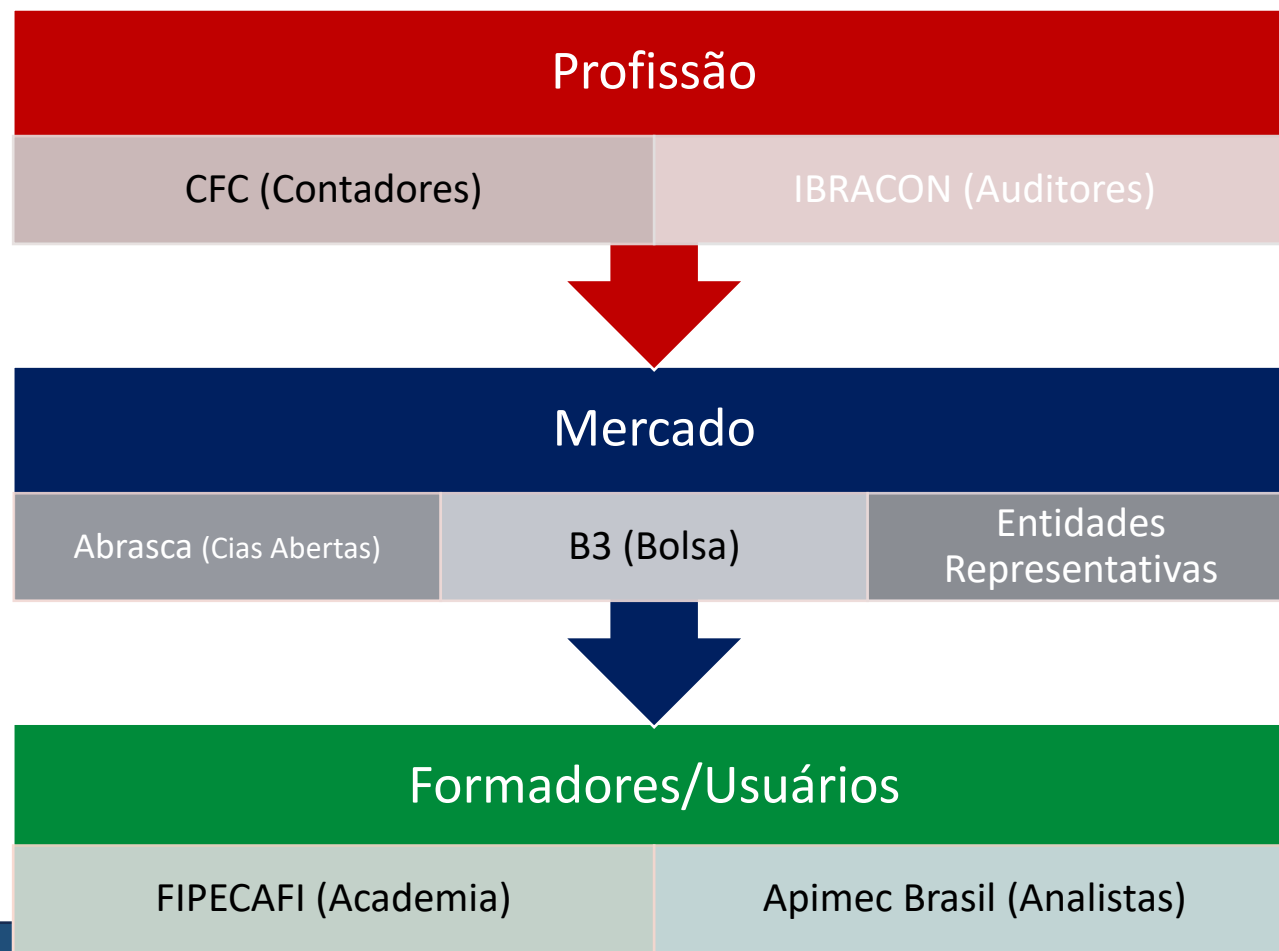 Profissão
CFC (Contadores)
IBRACON (Auditores)
Mercado
Abrasca (Cias Abertas)
B3 (Bolsa)
Entidades
Representativas
Formadores/Usuários
FIPECAFI (Academia)
Apimec Brasil (Analistas)